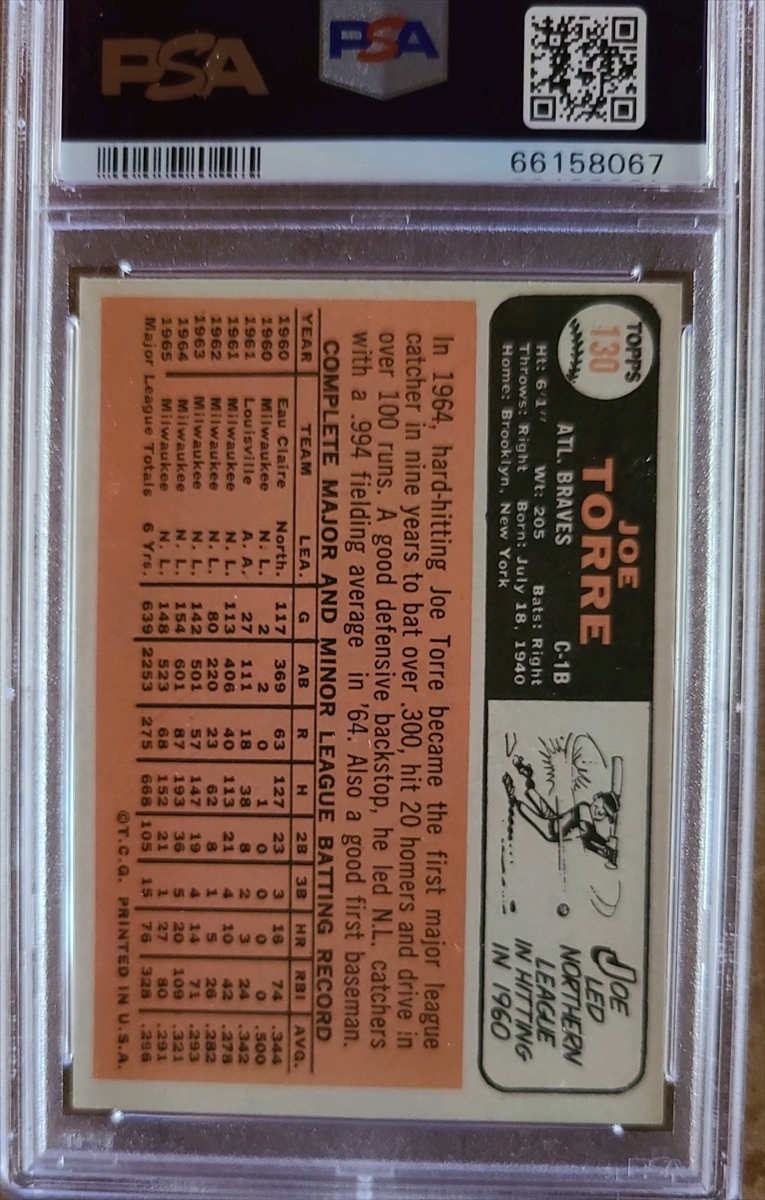 PSA
PSA
66158067
TOPPS
130
JOE
TORRE
ATL. BRAVES C-1B
Ht: 6'1" Wt: 205 Bats: Right
Throws: Right Born: July 18, 1940
Home: Brooklyn, New York
JOE
LED
NORTHERN
LEAGUE
IN HITTING
IN 1960
In 1964, hard-hitting Joe Torre became the first major league
catcher in nine years to bat over .300, hit 20 homers and drive in
over 100 runs. A good defensive backstop, he led N.L. catchers
with a .994 fielding average in '64. Also a good first baseman.
COMPLETE MAJOR AND MINOR LEAGUE BATTING RECORD
YEAR TEAM LEA. G AB R H 2B 3B HR RBI AVG.
1960 Eau Claire North. 117 369 63 127 23 3 16 74 .344
1960 Milwaukee N. L. 2 2 0 1 0 0 0 0 .500
1961 Louisville A. A. 27 111 18 38 8 2 3 24 .342
1961 Milwaukee N. L. 113 406 40 113 21 4 10 42 .278
1962 Milwaukee N. L. 80 220 23 62 8 1 5 26 .282
1963 Milwaukee N. L. 142 501 57 147 19 4 14 71 .293
1964 Milwaukee N. L. 154 601 87 193 36 5 20 109 .321
1965 Milwaukee N. L. 148 523 68 152 21 1 27 80 .291
Major League Totals 6 Yrs. 639 2253 275 668 105 15 76 328 .296
©T.C.G. PRINTED IN U.S.A.
PSA